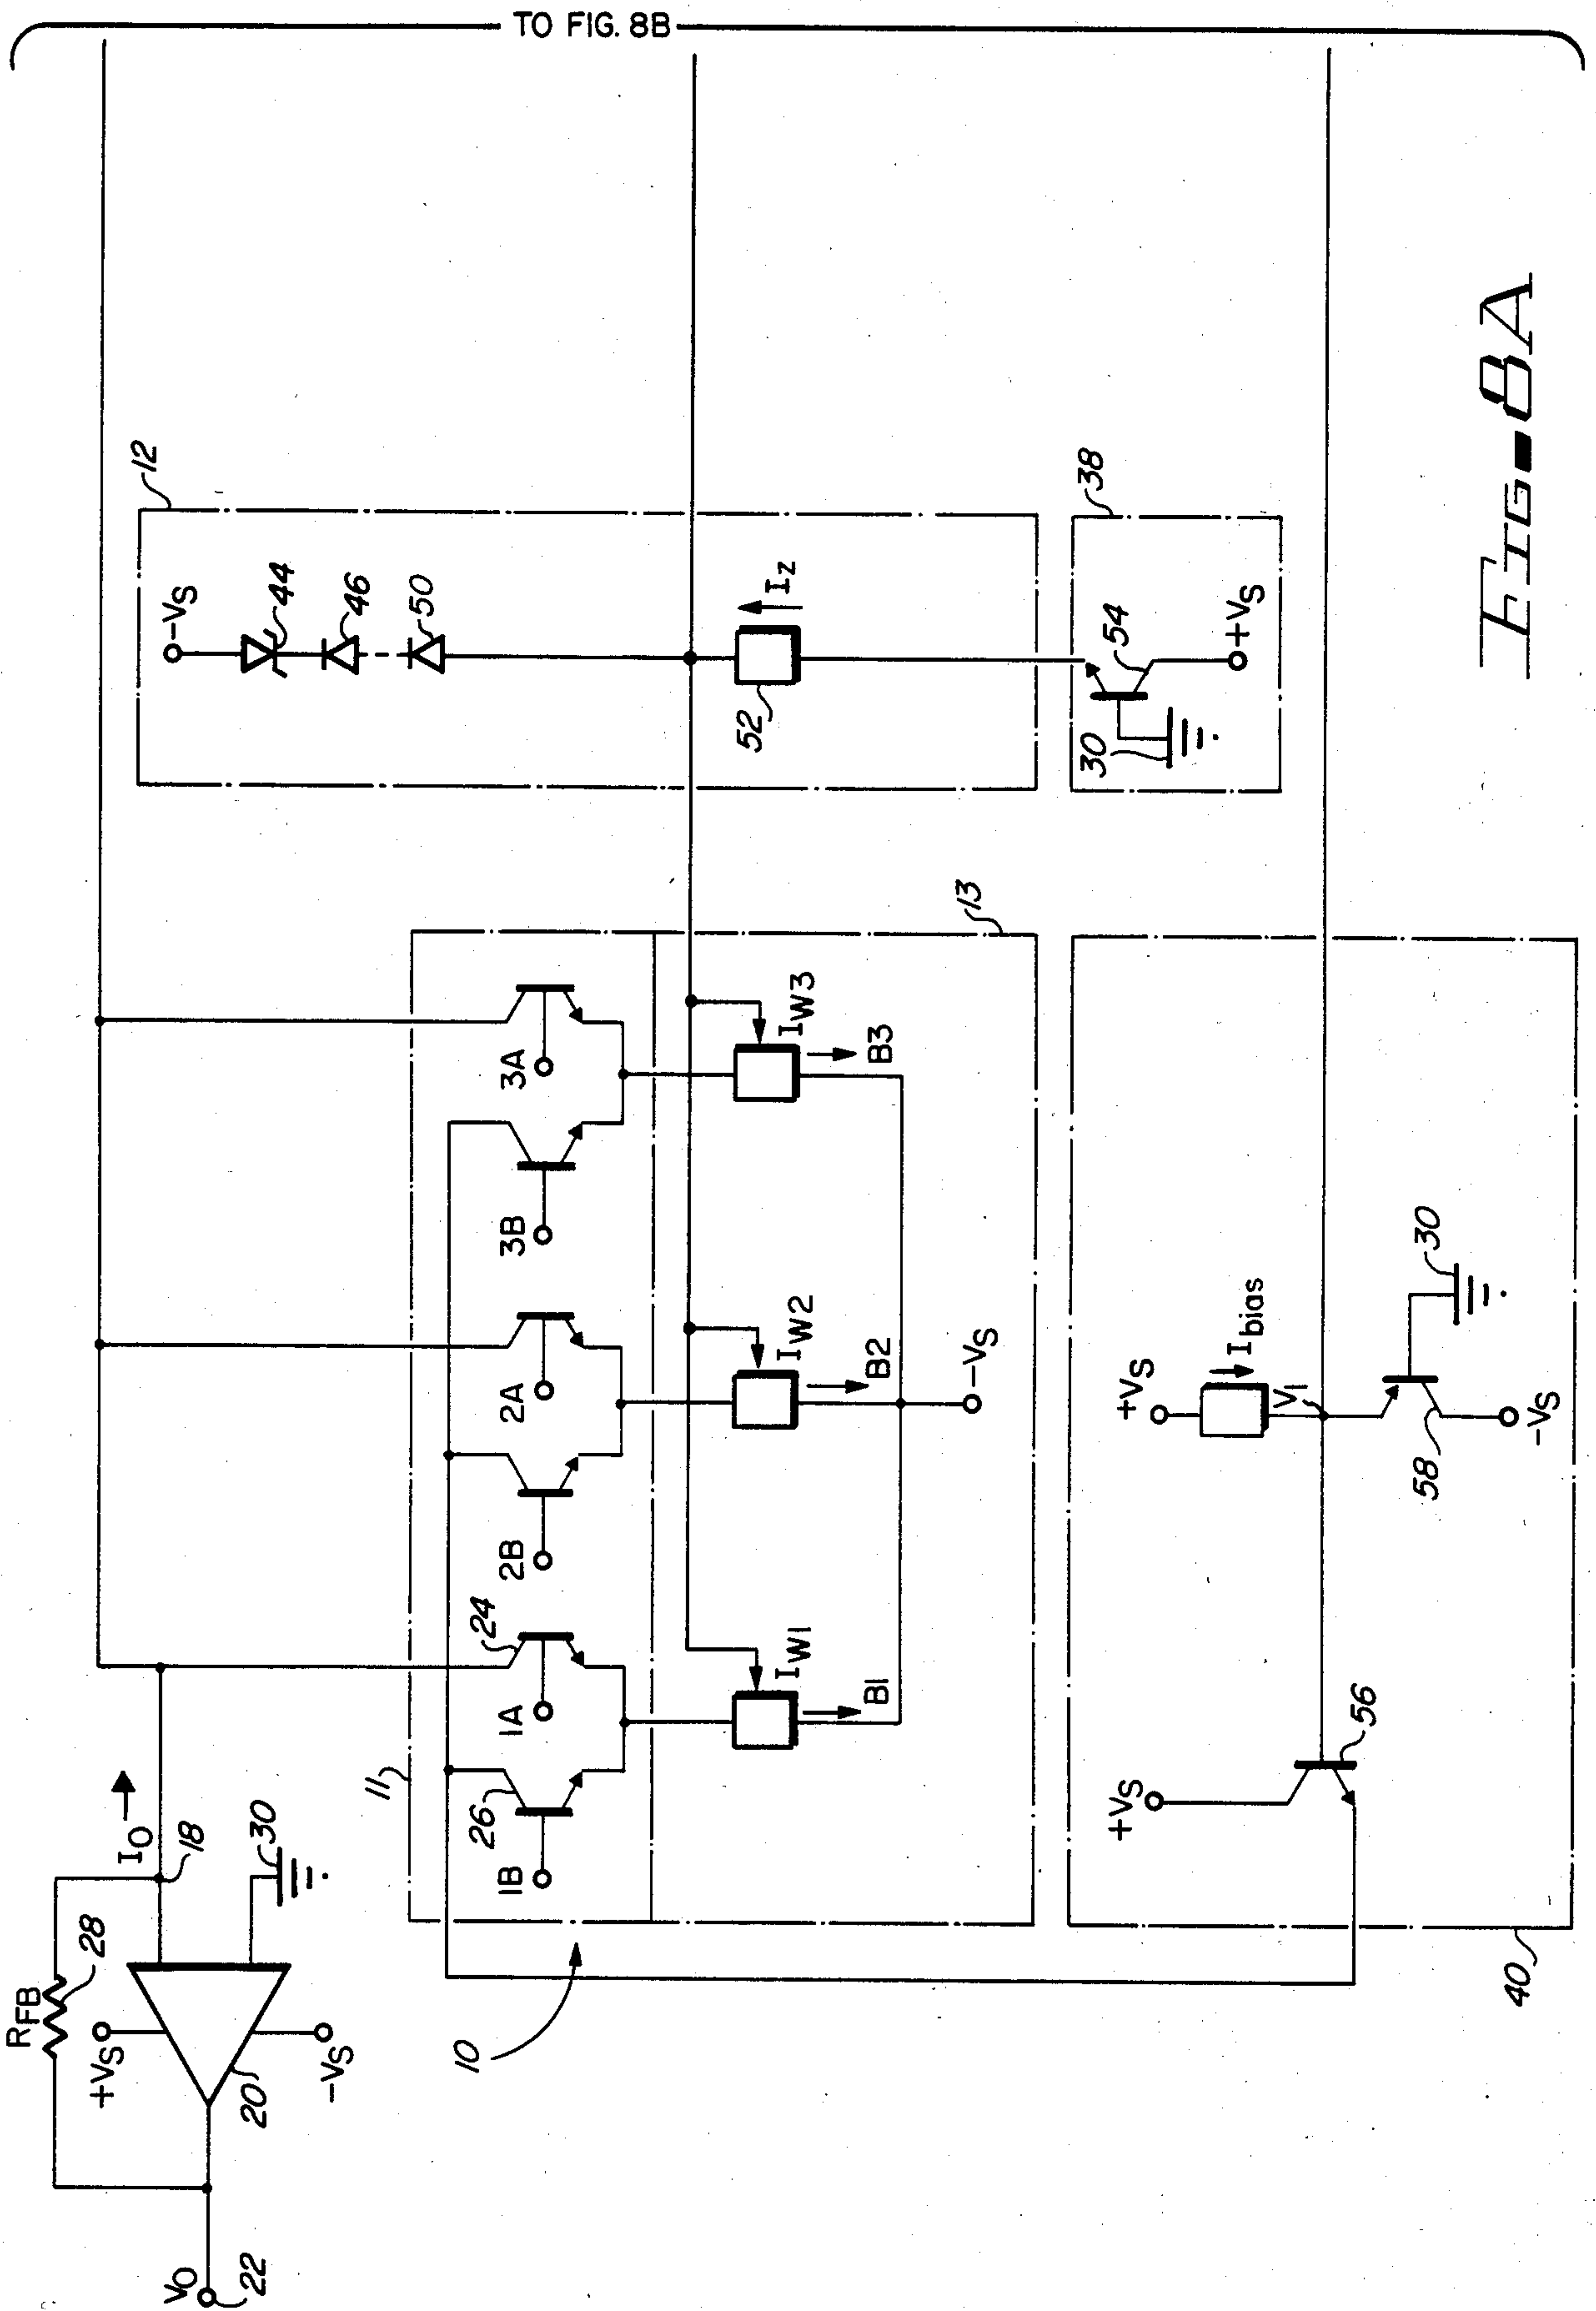 TO FIG. 8B
RFB
28
+VS
-VS
20
VO
22
IO
18
30
10
11
12
-VS
44
46
50
52
IZ
38
54
30
+VS
13
1B
26
1A
24
2B
2A
3B
3A
IW1
B1
IW2
B2
IW3
B3
-VS
40
+VS
56
+VS
Ibias
V1
58
30
-VS
FIG-8A